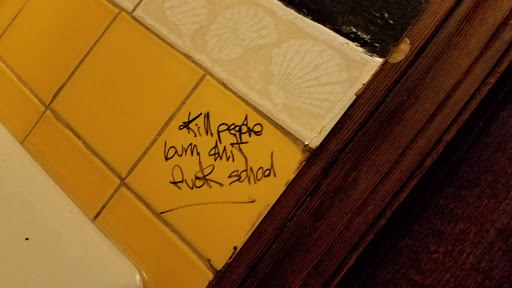 Kill people
burn shit
fuck school